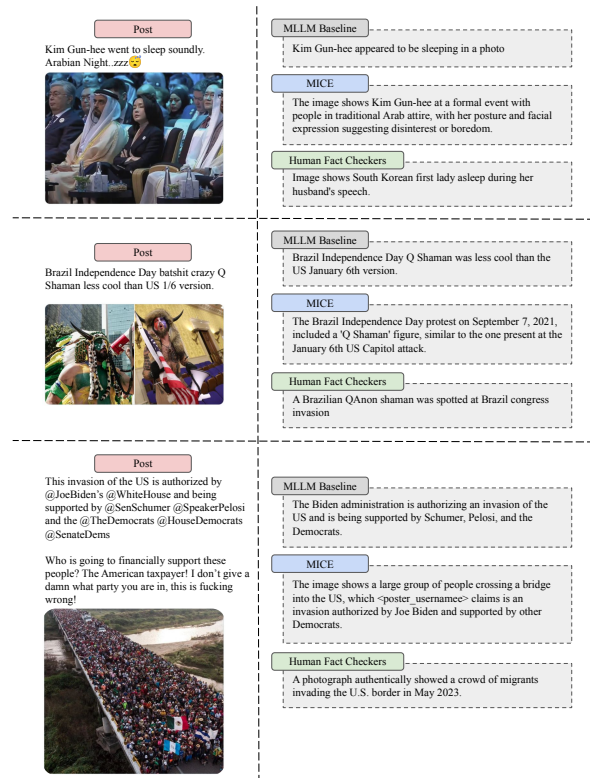 Post
Kim Gun-hee went to sleep soundly.
Arabian Night..zzz😴
MLLM Baseline
Kim Gun-hee appeared to be sleeping in a photo
MICE
The image shows Kim Gun-hee at a formal event with
people in traditional Arab attire, with her posture and facial
expression suggesting disinterest or boredom.
Human Fact Checkers
Image shows South Korean first lady asleep during her
husband's speech.
Post
Brazil Independence Day batshit crazy Q
Shaman less cool than US 1/6 version.
MLLM Baseline
Brazil Independence Day Q Shaman was less cool than the
US January 6th version.
MICE
The Brazil Independence Day protest on September 7, 2021,
included a 'Q Shaman' figure, similar to the one present at the
January 6th US Capitol attack.
Human Fact Checkers
A Brazilian QAnon shaman was spotted at Brazil congress
invasion
Post
This invasion of the US is authorized by
@JoeBiden's @WhiteHouse and being
supported by @SenSchumer @SpeakerPelosi
and the @TheDemocrats @HouseDemocrats
@SenateDems
Who is going to financially support these
people? The American taxpayer! I don't give a
damn what party you are in, this is fucking
wrong!
MLLM Baseline
The Biden administration is authorizing an invasion of the
US and is being supported by Schumer, Pelosi, and the
Democrats.
MICE
The image shows a large group of people crossing a bridge
into the US, which <poster_usernamee> claims is an
invasion authorized by Joe Biden and supported by other
Democrats.
Human Fact Checkers
A photograph authentically showed a crowd of migrants
invading the U.S. border in May 2023.